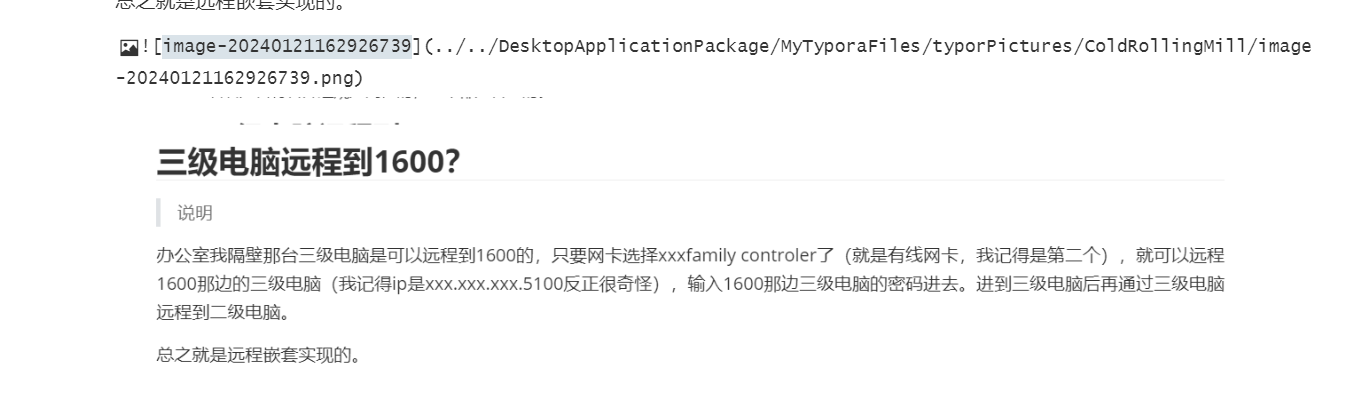 总之就是远程嵌套实现的。
![image-20240121162926739](../../DesktopApplicationPackage/MyTyporaFiles/typorPictures/ColdRollingMill/image
-20240121162926739.png)
三级电脑远程到1600?
说明
办公室我隔壁那台三级电脑是可以远程到1600的，只要网卡选择xxxfamily controler了（就是有线网卡，我记得是第二个），就可以远程
1600那边的三级电脑（我记得ip是xxx.xxx.xxx.5100反正很奇怪），输入1600那边三级电脑的密码进去。进到三级电脑后再通过三级电脑
远程到二级电脑。
总之就是远程嵌套实现的。